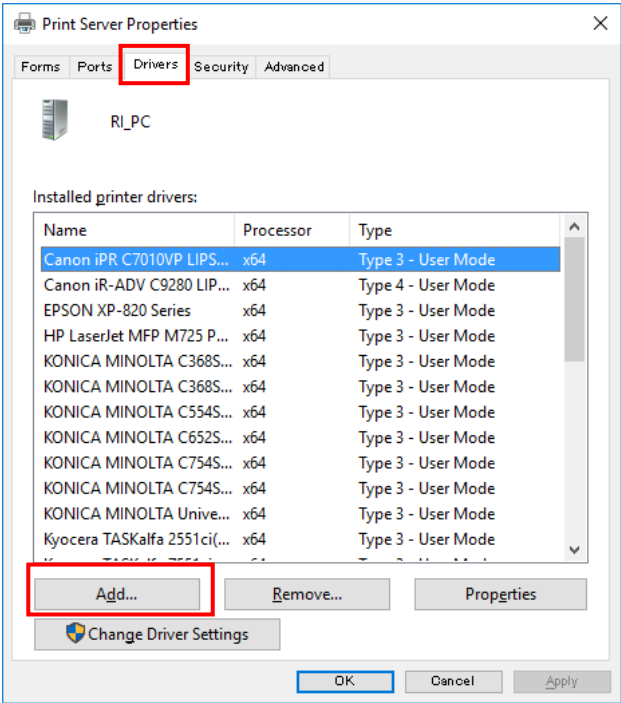 Print Server Properties
Forms Ports Drivers Security Advanced
RI_PC
Installed printer drivers:
Name Processor Type
Canon iPR C7010VP LIPS... x64 Type 3 - User Mode
Canon iR-ADV C9280 LIP... x64 Type 4 - User Mode
EPSON XP-820 Series x64 Type 3 - User Mode
HP LaserJet MFP M725 P... x64 Type 3 - User Mode
KONICA MINOLTA C368S... x64 Type 3 - User Mode
KONICA MINOLTA C368S... x64 Type 3 - User Mode
KONICA MINOLTA C554S... x64 Type 3 - User Mode
KONICA MINOLTA C652S... x64 Type 3 - User Mode
KONICA MINOLTA C754S... x64 Type 3 - User Mode
KONICA MINOLTA C754S... x64 Type 3 - User Mode
KONICA MINOLTA Unive... x64 Type 3 - User Mode
Kyocera TASKalfa 2551ci(... x64 Type 3 - User Mode
Add... Remove... Properties
Change Driver Settings
OK Cancel Apply